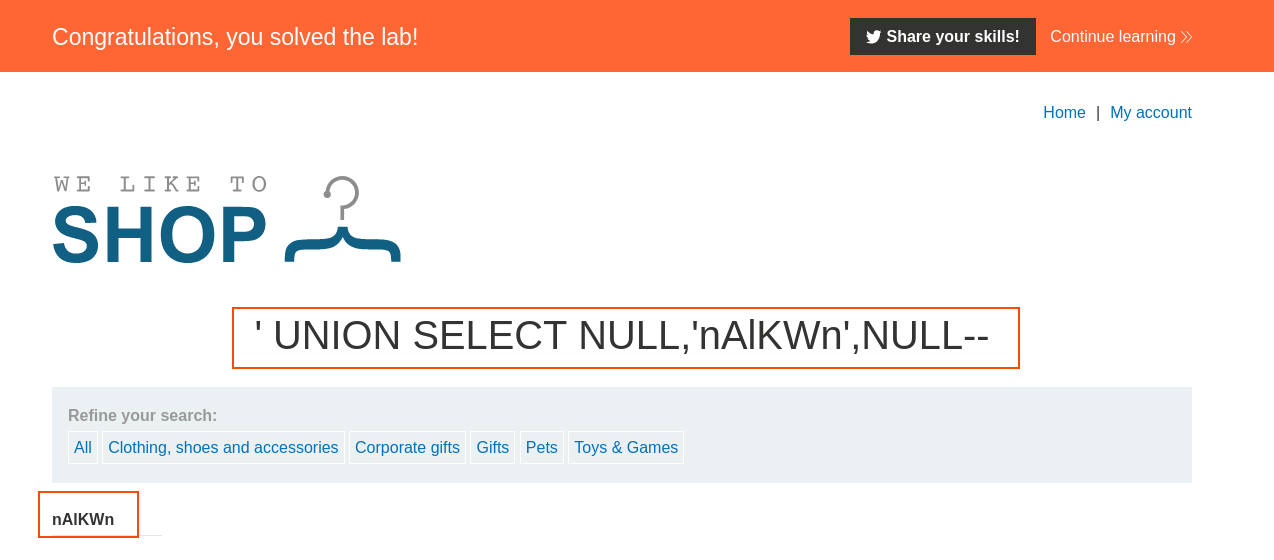 Congratulations, you solved the lab!
Share your skills!
Continue learning
Home | My account
WE LIKE TO
SHOP
' UNION SELECT NULL,'nAlKWn',NULL--
Refine your search:
All Clothing, shoes and accessories Corporate gifts Gifts Pets Toys & Games
nAlKWn